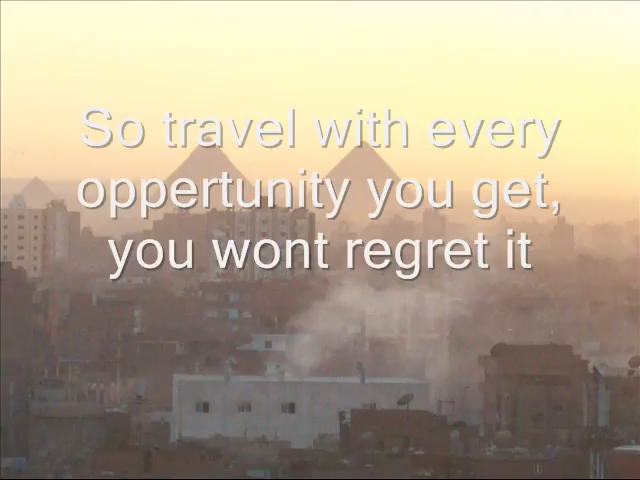 So travel with every
oppertunity you get,
you wont regret it